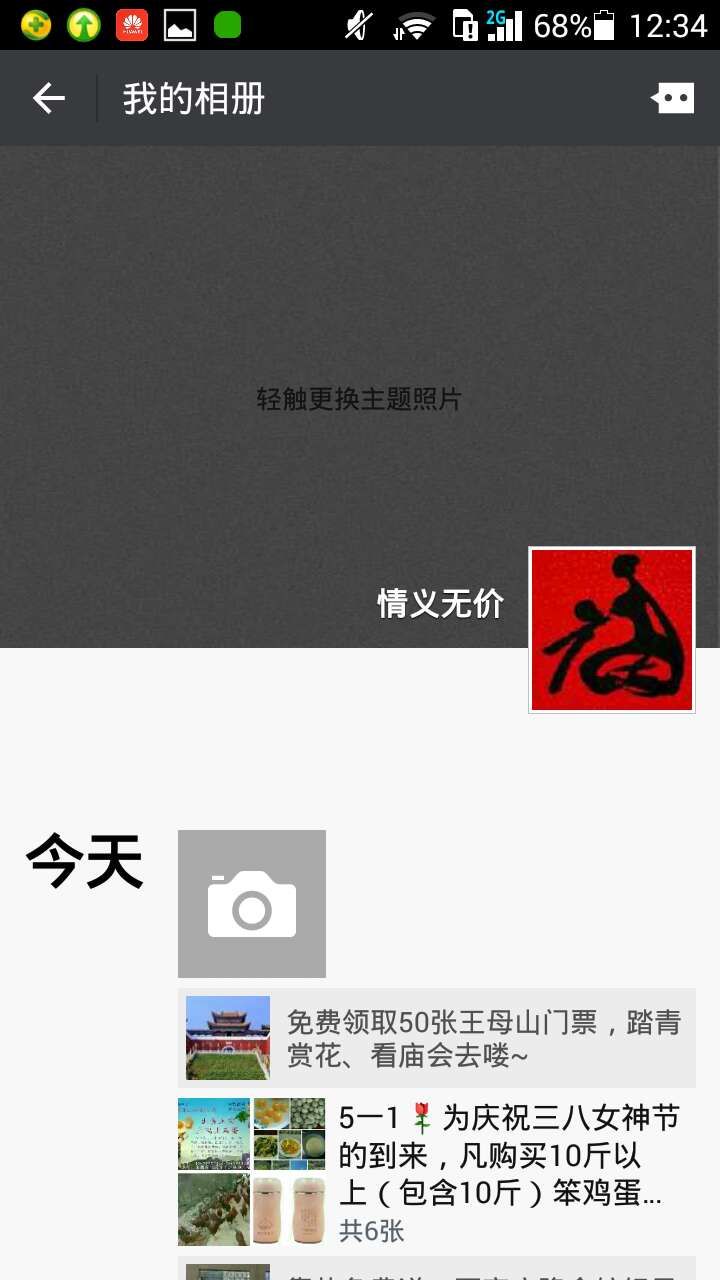 2G 68% 12:34
我的相册
轻触更换主题照片
情义无价
今天
免费领取50张王母山门票，踏青
赏花、看庙会去喽~
5一1🌹为庆祝三八女神节
的到来，凡购买10斤以
上（包含10斤）笨鸡蛋...
共6张